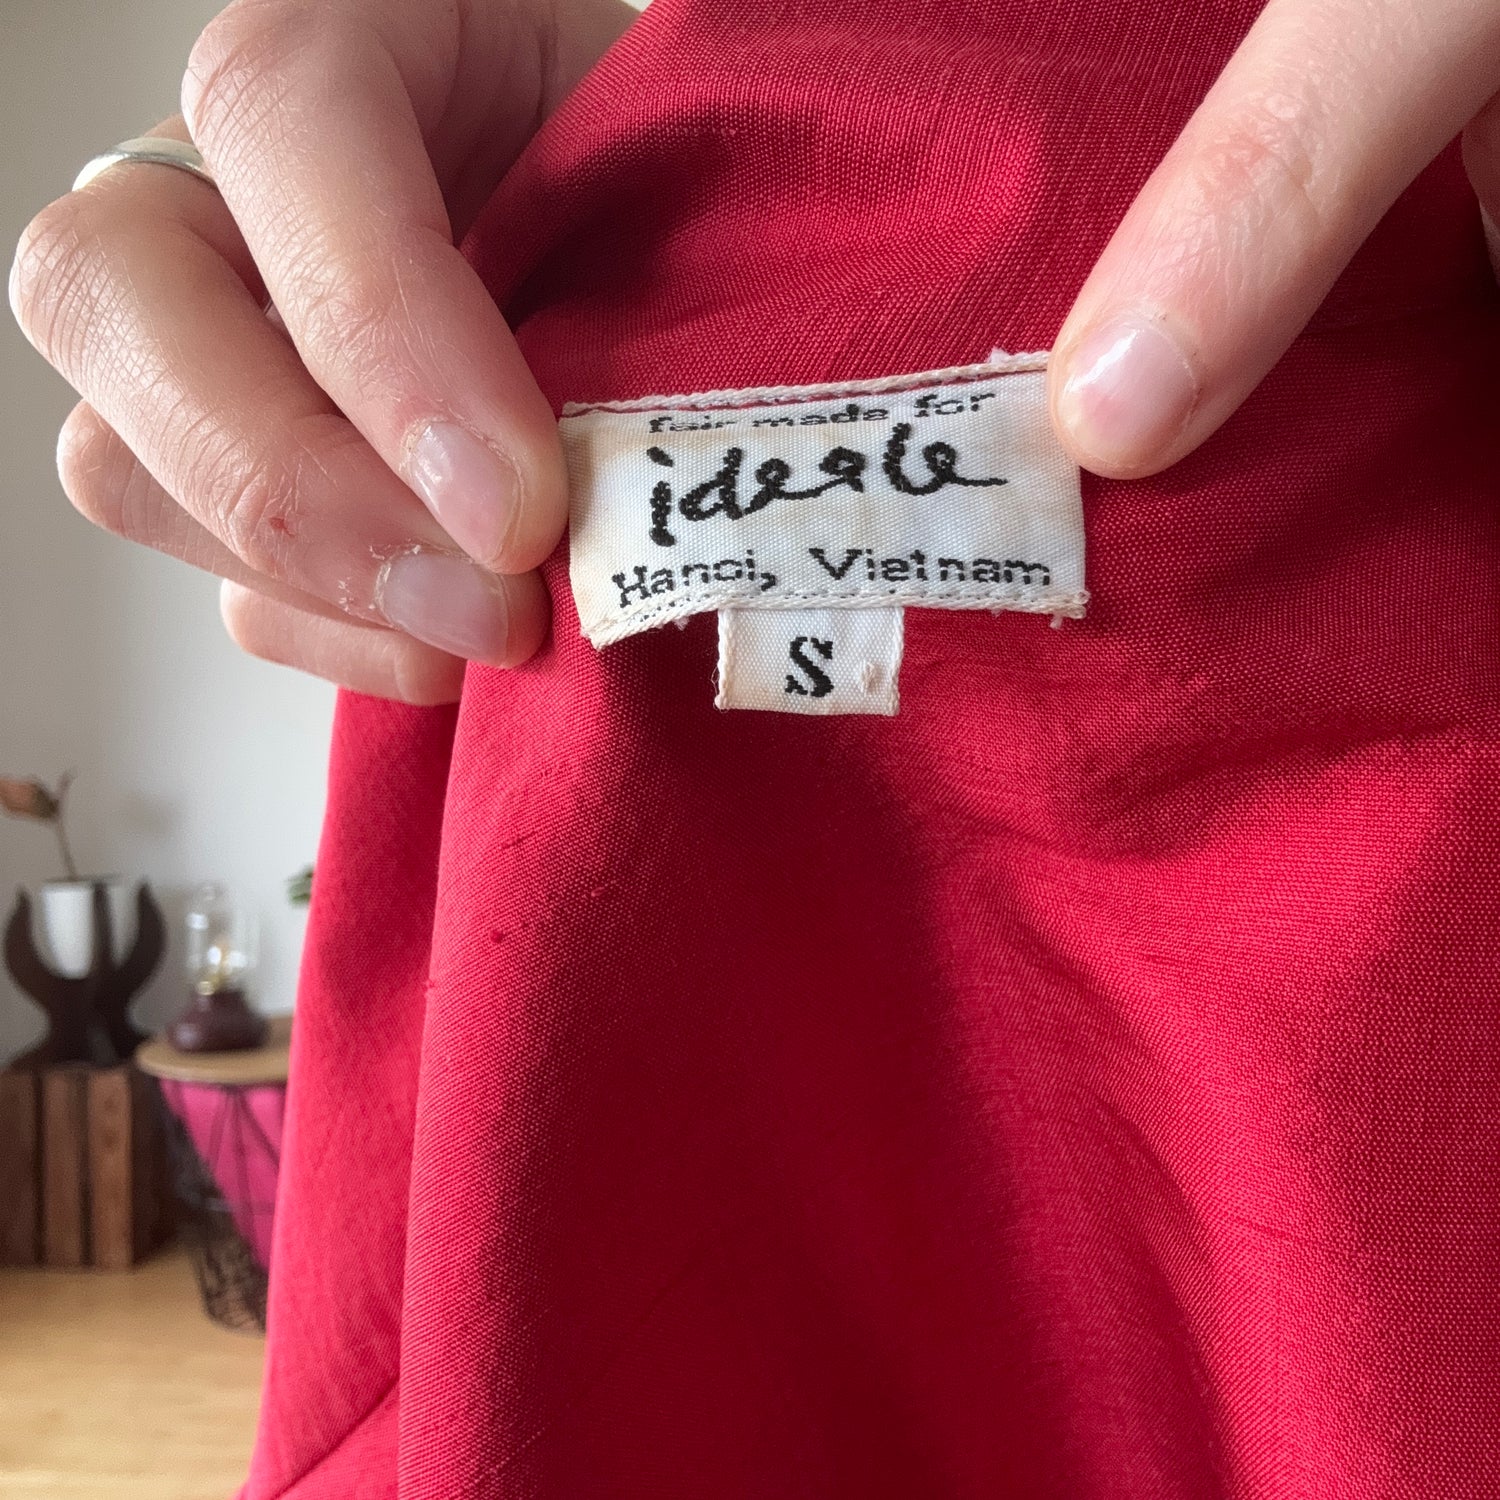 fair made for
ideale
Hanoi, Vietnam
S